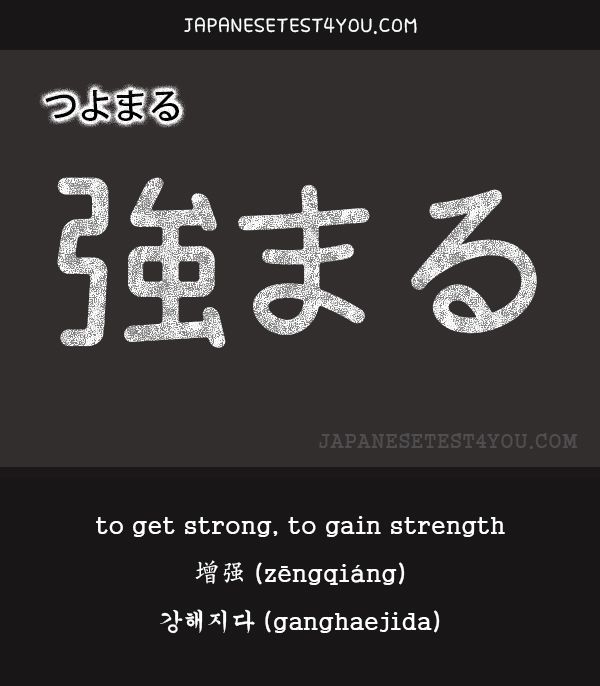 JAPANESETEST4YOU.COM
つよまる
強まる
JAPANESETEST4YOU.COM
to get strong, to gain strength
增强 (zēngqiáng)
강해지다 (ganghaejida)